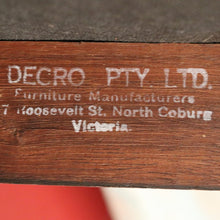 DECRO PTY. LTD.
Furniture Manufacturers
7 Roosevelt St. North Coburg
Victoria.